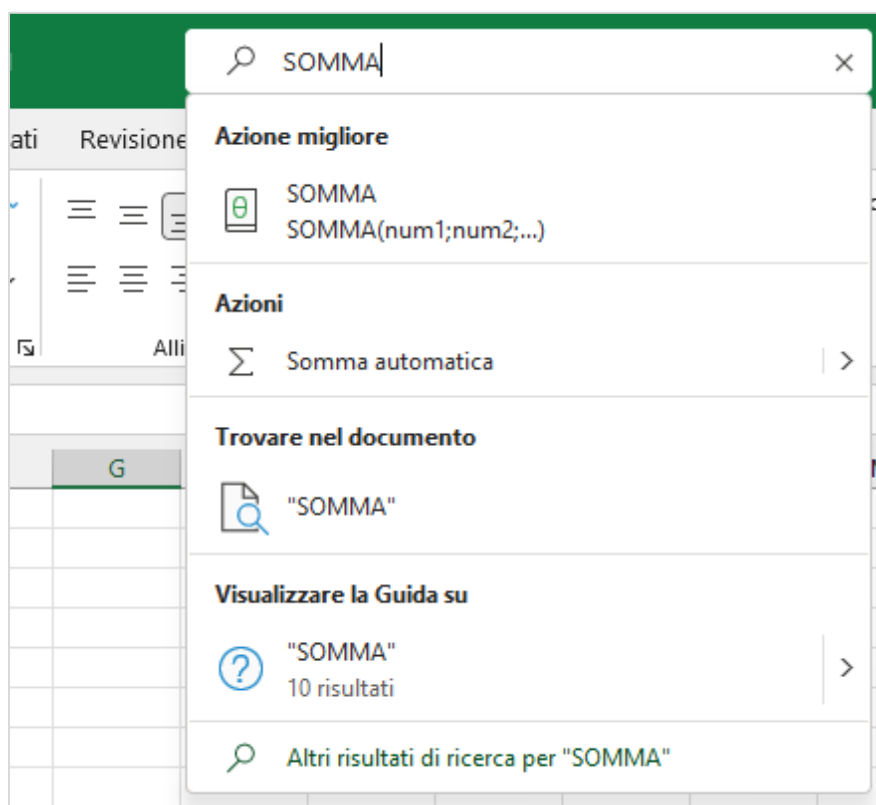 SOMMA
ati Revisione
Azione migliore
SOMMA
SOMMA(num1;num2;...)
Azioni
Alli
Somma automatica
Trovare nel documento
G
"SOMMA"
Visualizzare la Guida su
"SOMMA"
10 risultati
Altri risultati di ricerca per "SOMMA"